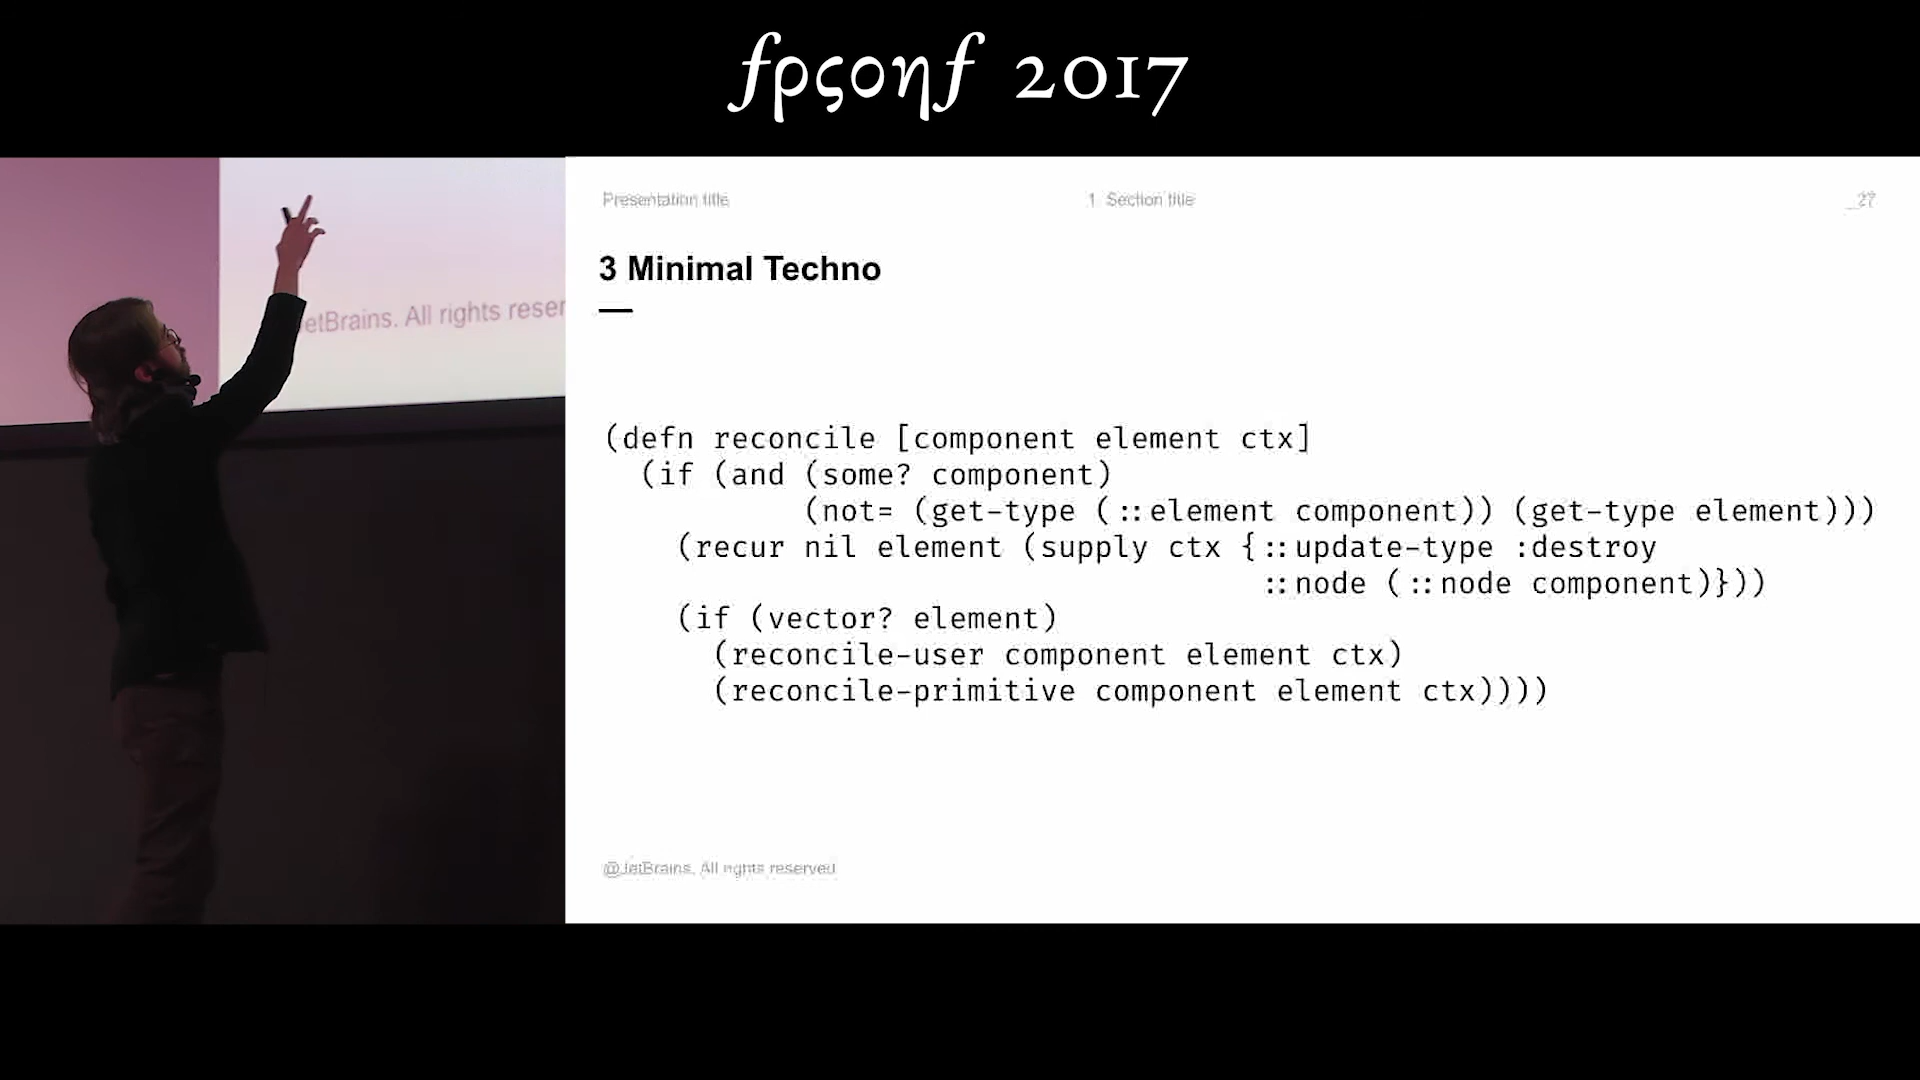 fρςοηf 2017
Presentation title
1 Section title
27
3 Minimal Techno
etBrains. All rights reser
(defn reconcile [component element ctx]
  (if (and (some? component)
           (not= (get-type (::element component)) (get-type element)))
    (recur nil element (supply ctx {::update-type :destroy
                                    ::node (::node component)}))
    (if (vector? element)
      (reconcile-user component element ctx)
      (reconcile-primitive component element ctx))))
@JetBrains. All rights reserved